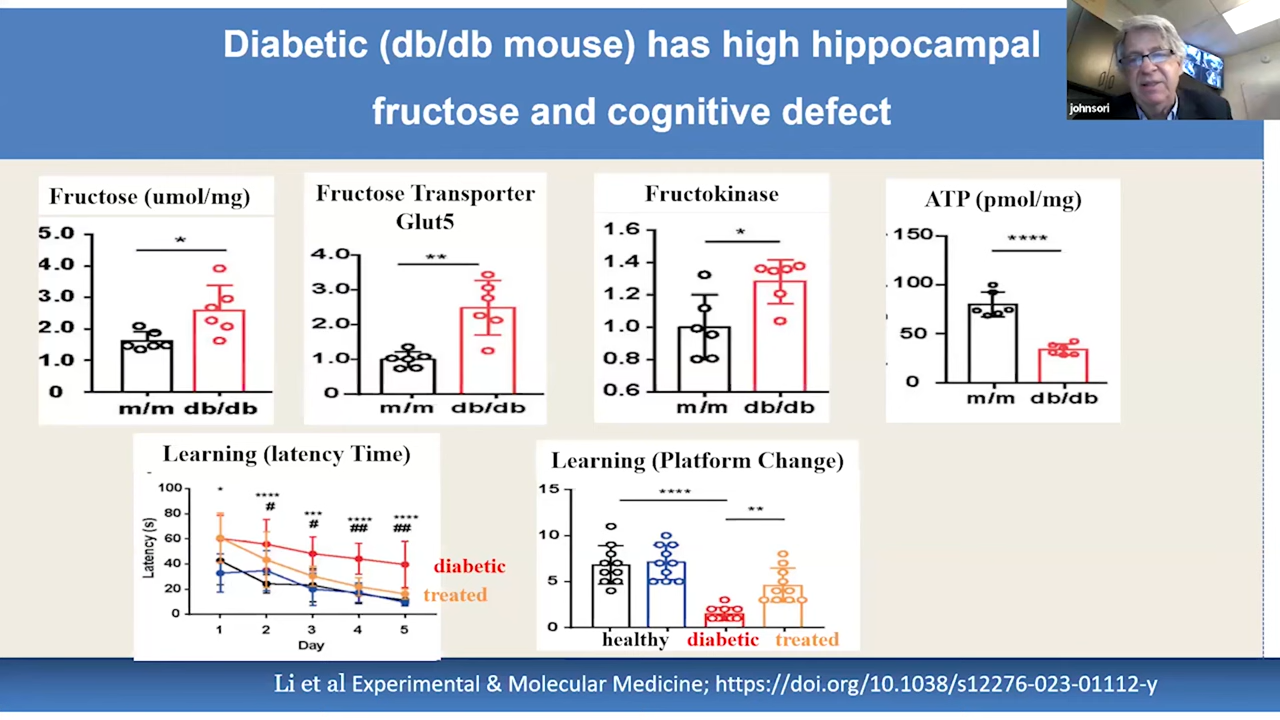 Diabetic (db/db mouse) has high hippocampal
fructose and cognitive defect
johnsori
Fructose (umol/mg)
5.0
4.0
3.0
2.0
1.0
0
*
m/m db/db
Fructose Transporter
Glut5
4.0
3.0
2.0
1.0
0
**
m/m db/db
Fructokinase
1.6
1.4
1.2
1.0
0.8
0.6
*
m/m db/db
ATP (pmol/mg)
150
100
50
0
****
m/m db/db
Learning (latency Time)
Latency (s)
100
80
60
40
20
0
* **** *** **** ****
# # ## ##
diabetic
treated
1 2 3 4 5
Day
Learning (Platform Change)
15
10
5
0
****
**
healthy diabetic treated
Li et al Experimental & Molecular Medicine; https://doi.org/10.1038/s12276-023-01112-y